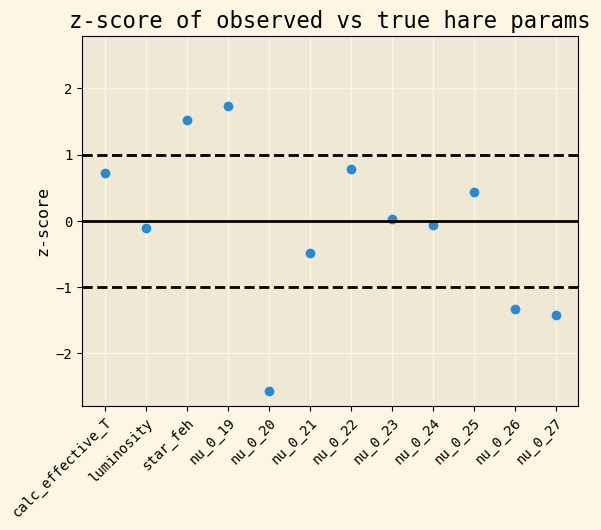 z-score of observed vs true hare params
z-score
2
1
0
−1
−2
calc_effective_T
luminosity
star_feh
nu_0_19
nu_0_20
nu_0_21
nu_0_22
nu_0_23
nu_0_24
nu_0_25
nu_0_26
nu_0_27